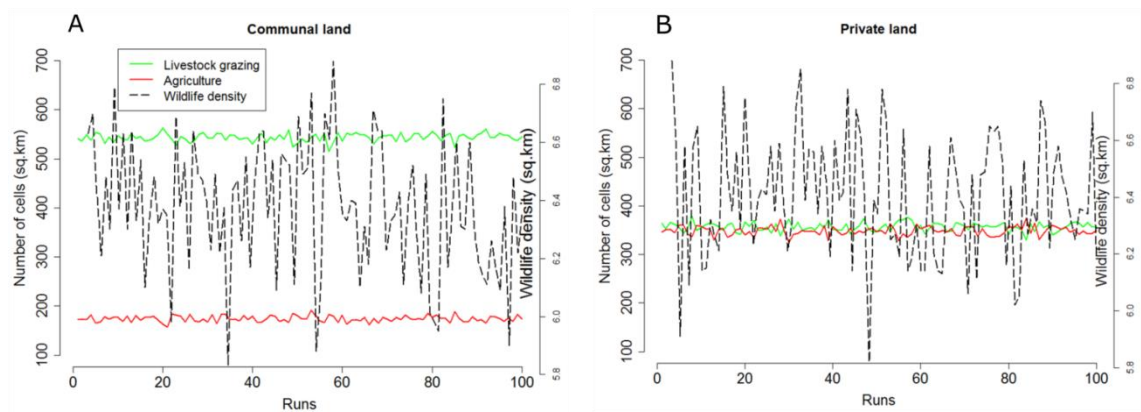 A
Communal land
Livestock grazing
Agriculture
Wildlife density
Number of cells (sq.km)
700
600
500
400
300
200
100
Wildlife density (sq.km)
6.8
6.6
6.4
6.2
6.0
5.8
0
20
40
60
80
100
Runs
B
Private land
Number of cells (sq.km)
700
600
500
400
300
200
100
Wildlife density (sq.km)
6.8
6.6
6.4
6.2
6.0
5.8
0
20
40
60
80
100
Runs